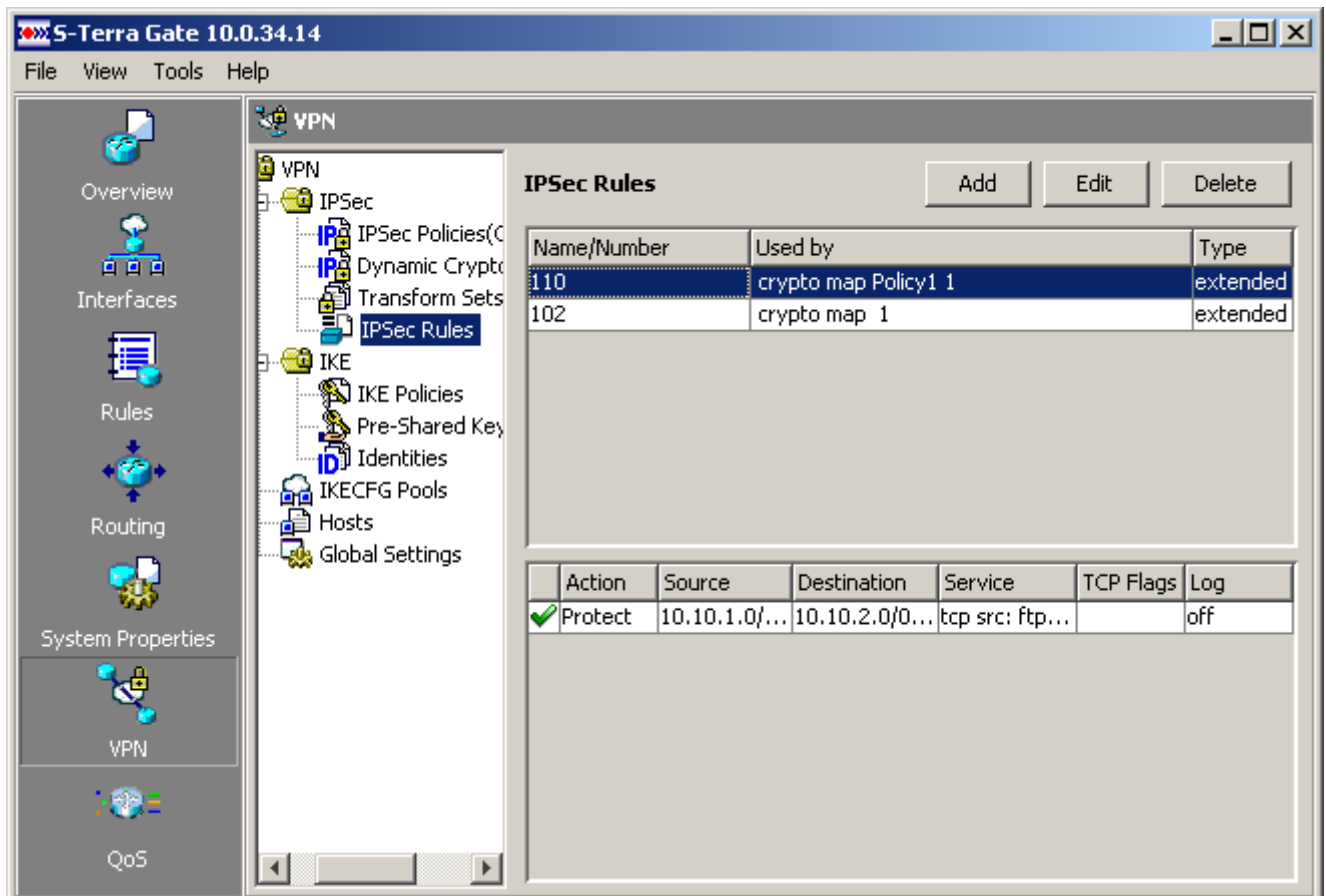 S-Terra Gate 10.0.34.14
File View Tools Help
Overview
Interfaces
Rules
Routing
System Properties
VPN
QoS
VPN
VPN
IPSec
IPSec Policies(C
Dynamic Crypto
Transform Sets
IPSec Rules
IKE
IKE Policies
Pre-Shared Key
Identities
IKECFG Pools
Hosts
Global Settings
IPSec Rules Add Edit Delete
Name/Number Used by Type
110 crypto map Policy1 1 extended
102 crypto map 1 extended
Action Source Destination Service TCP Flags Log
Protect 10.10.1.0/... 10.10.2.0/0... tcp src: ftp... off